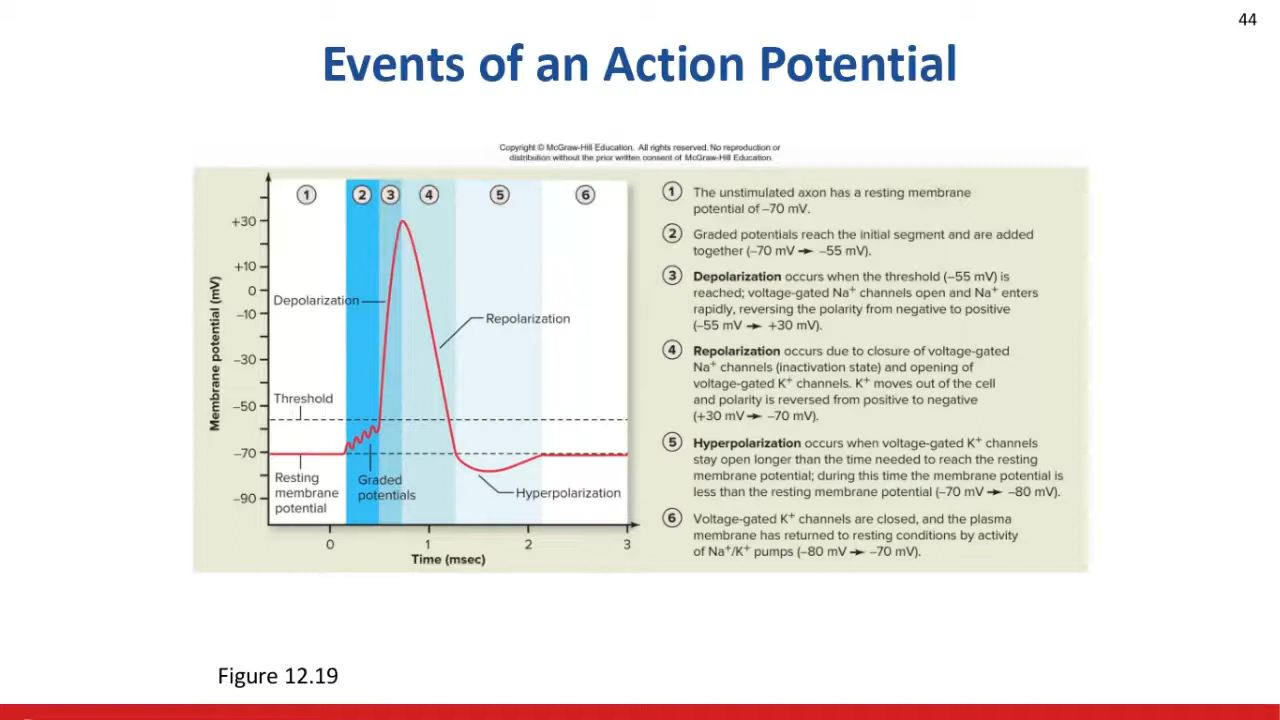 44
Events of an Action Potential
Copyright © McGraw-Hill Education. All rights reserved. No reproduction or
distribution without the prior written consent of McGraw-Hill Education.
1 2 3 4 5 6
+30
+10
0
–10
–30
–50
–70
–90
Membrane potential (mV)
Depolarization
Repolarization
Threshold
Resting
membrane
potential
Graded
potentials
Hyperpolarization
0 1 2 3
Time (msec)
1 The unstimulated axon has a resting membrane
potential of –70 mV.
2 Graded potentials reach the initial segment and are added
together (–70 mV → –55 mV).
3 Depolarization occurs when the threshold (–55 mV) is
reached; voltage-gated Na⁺ channels open and Na⁺ enters
rapidly, reversing the polarity from negative to positive
(–55 mV → +30 mV).
4 Repolarization occurs due to closure of voltage-gated
Na⁺ channels (inactivation state) and opening of
voltage-gated K⁺ channels. K⁺ moves out of the cell
and polarity is reversed from positive to negative
(+30 mV → –70 mV).
5 Hyperpolarization occurs when voltage-gated K⁺ channels
stay open longer than the time needed to reach the resting
membrane potential; during this time the membrane potential is
less than the resting membrane potential (–70 mV → –80 mV).
6 Voltage-gated K⁺ channels are closed, and the plasma
membrane has returned to resting conditions by activity
of Na⁺/K⁺ pumps (–80 mV → –70 mV).
Figure 12.19